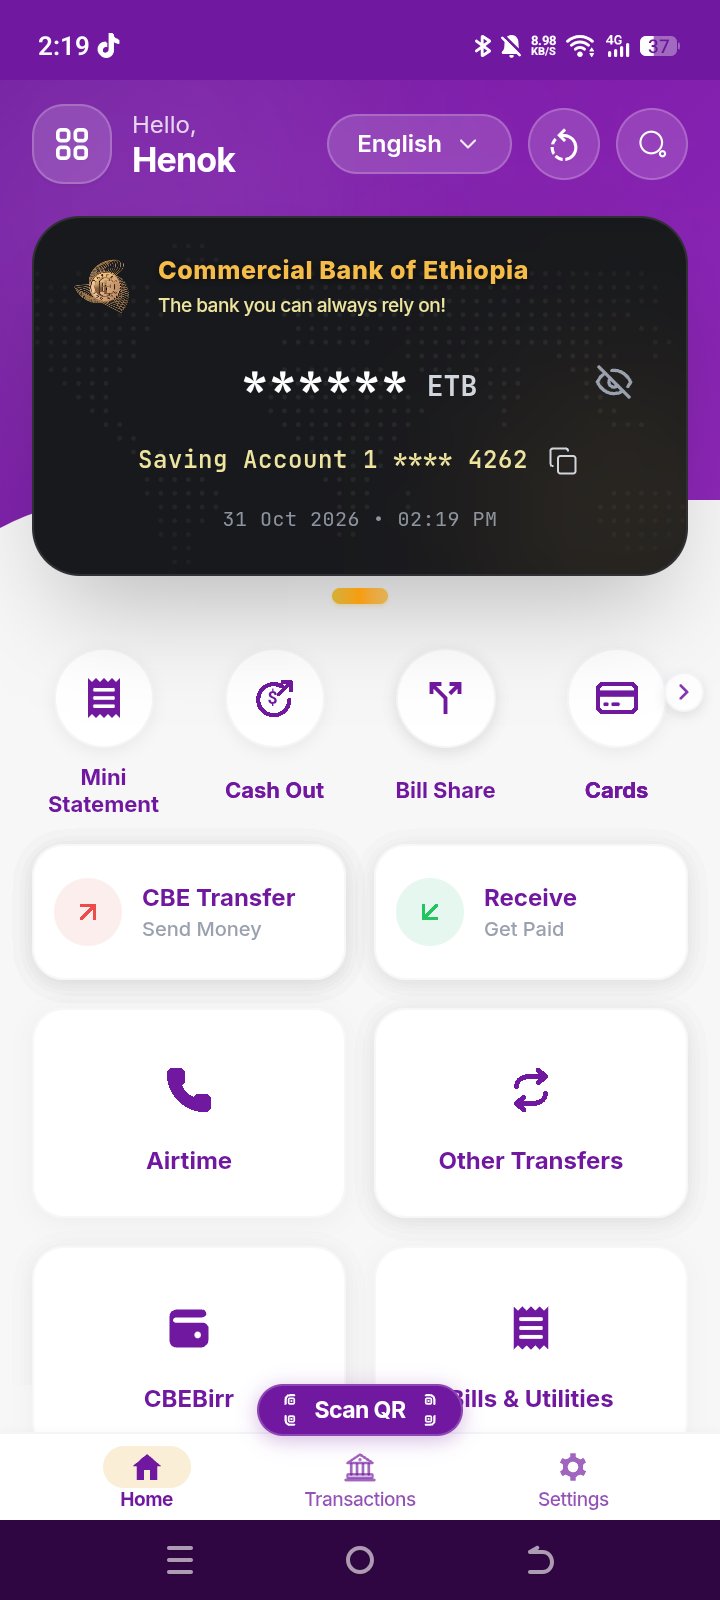 2:19
8.98
KB/S
4G
37
Hello,
Henok
English
Commercial Bank of Ethiopia
The bank you can always rely on!
****** ETB
Saving Account 1 **** 4262
31 Oct 2026 • 02:19 PM
Mini
Statement
Cash Out
Bill Share
Cards
CBE Transfer
Send Money
Receive
Get Paid
Airtime
Other Transfers
CBEBirr
Bills & Utilities
Scan QR
Home
Transactions
Settings